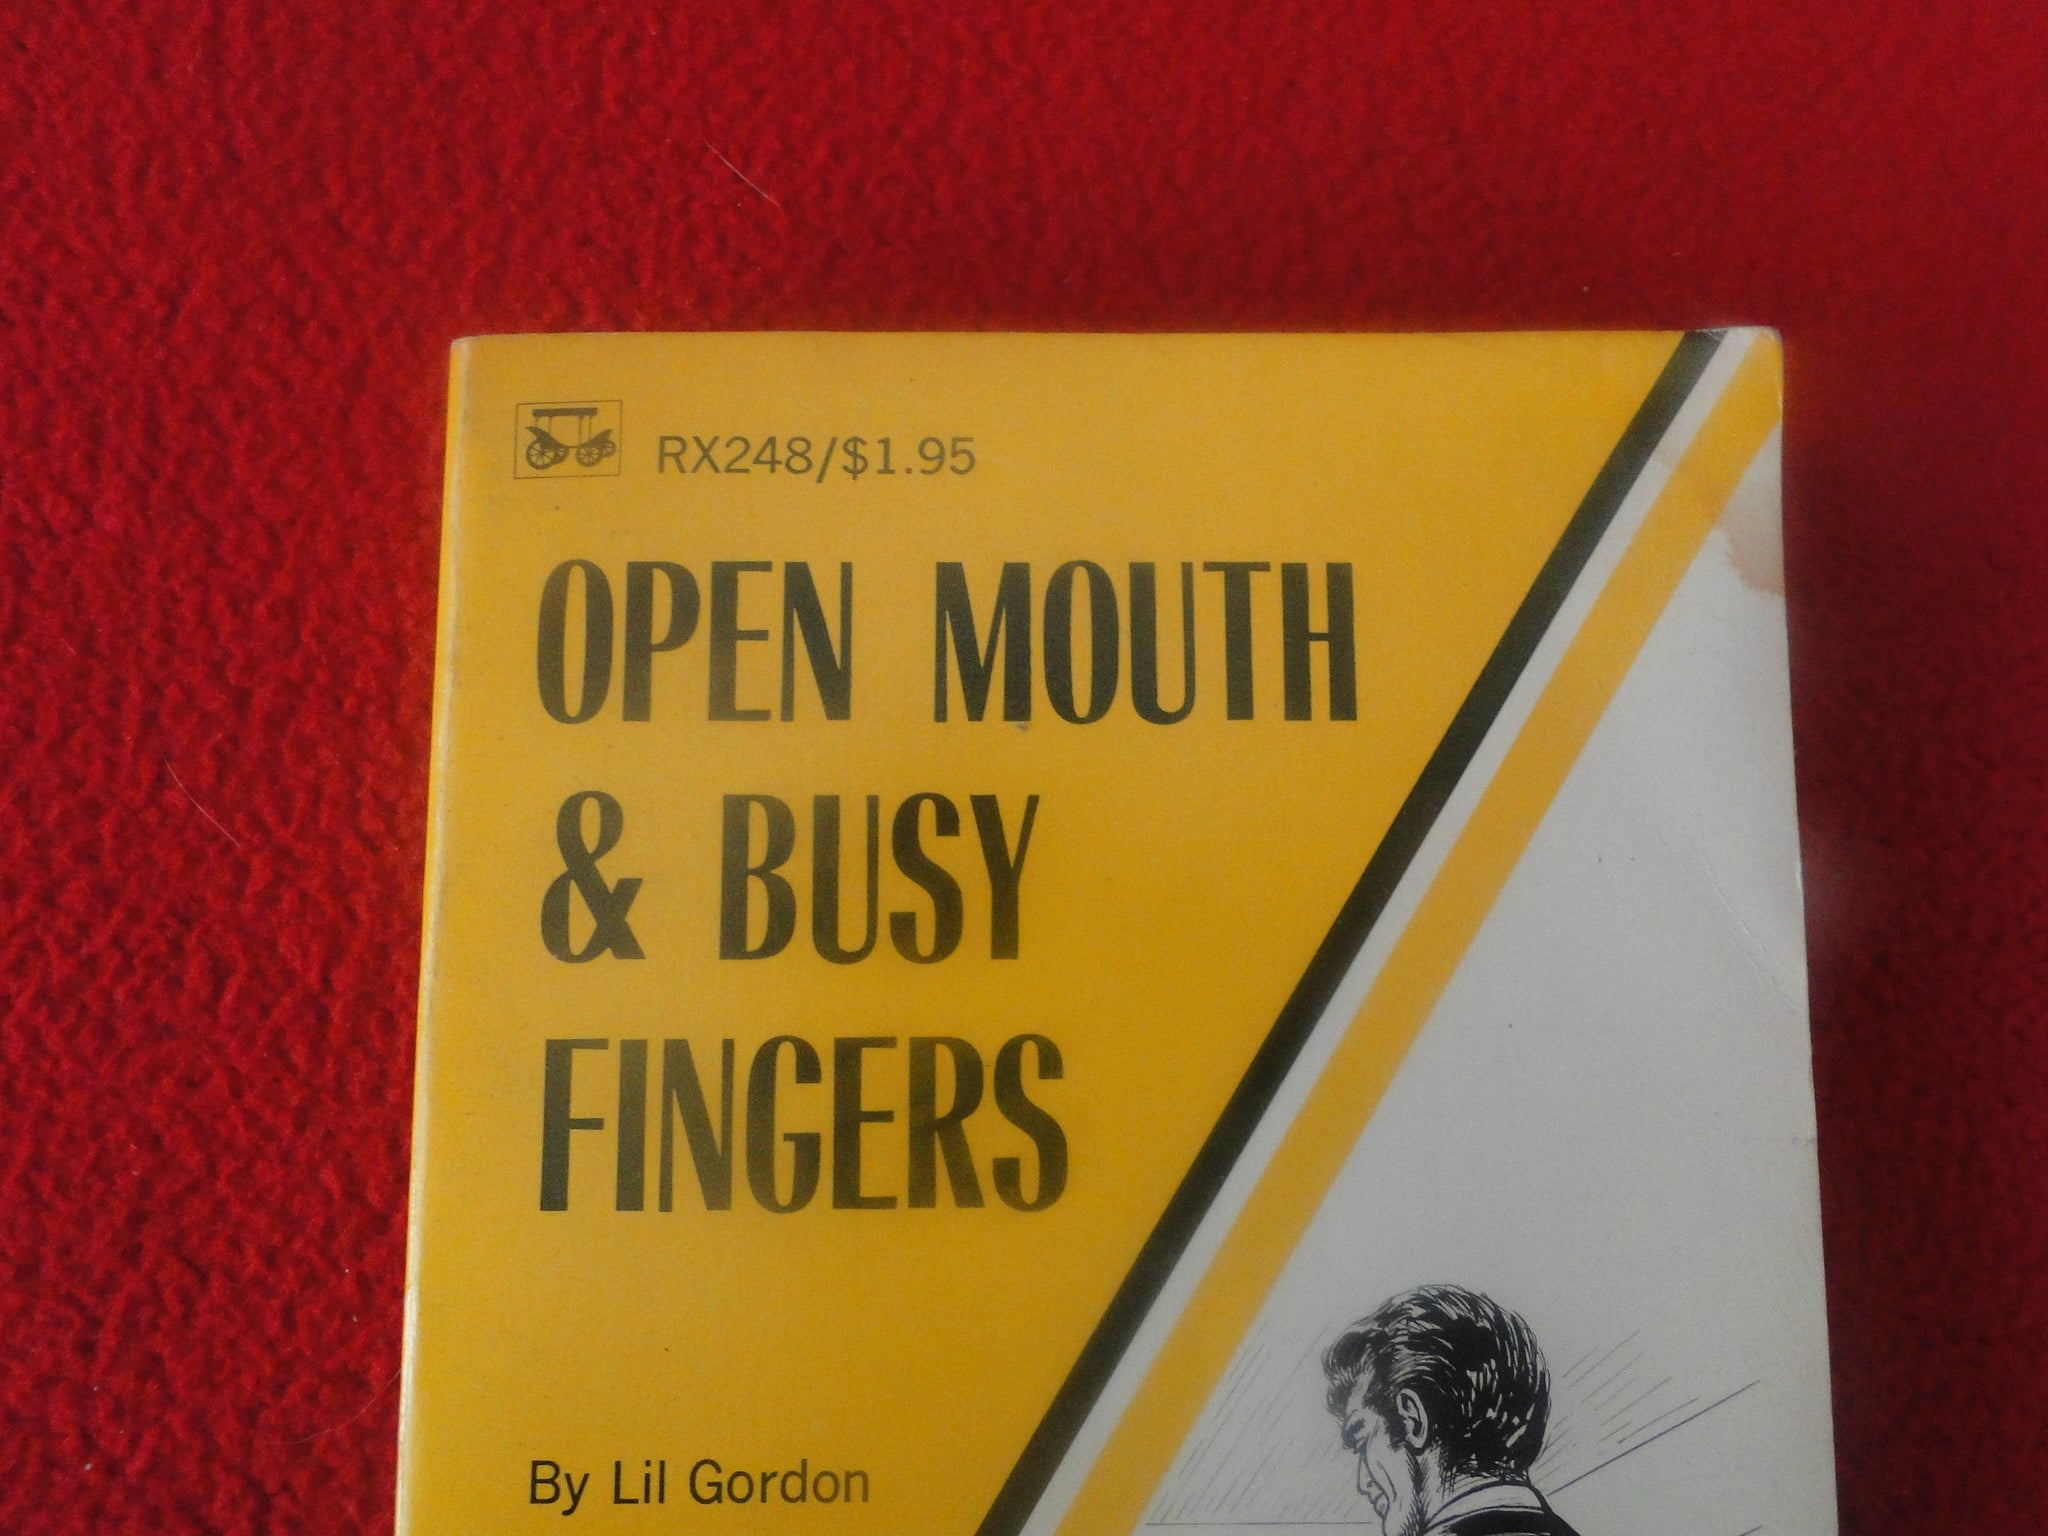 RX248/$1.95
OPEN MOUTH
& BUSY
FINGERS
By Lil Gordon